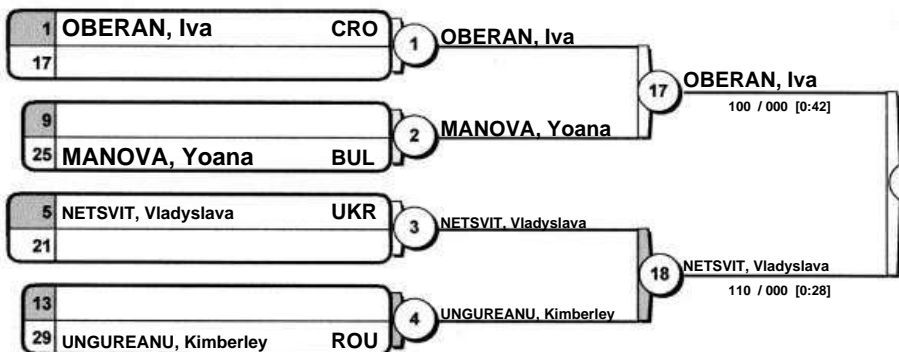 1 OBERAN, Iva CRO
17
1
OBERAN, Iva
9
25 MANOVA, Yoana BUL
2
MANOVA, Yoana
17
OBERAN, Iva
100 / 000 [0:42]
5 NETSVIT, Vladyslava UKR
21
3
NETSVIT, Vladyslava
13
29 UNGUREANU, Kimberley ROU
4
UNGUREANU, Kimberley
18
NETSVIT, Vladyslava
110 / 000 [0:28]